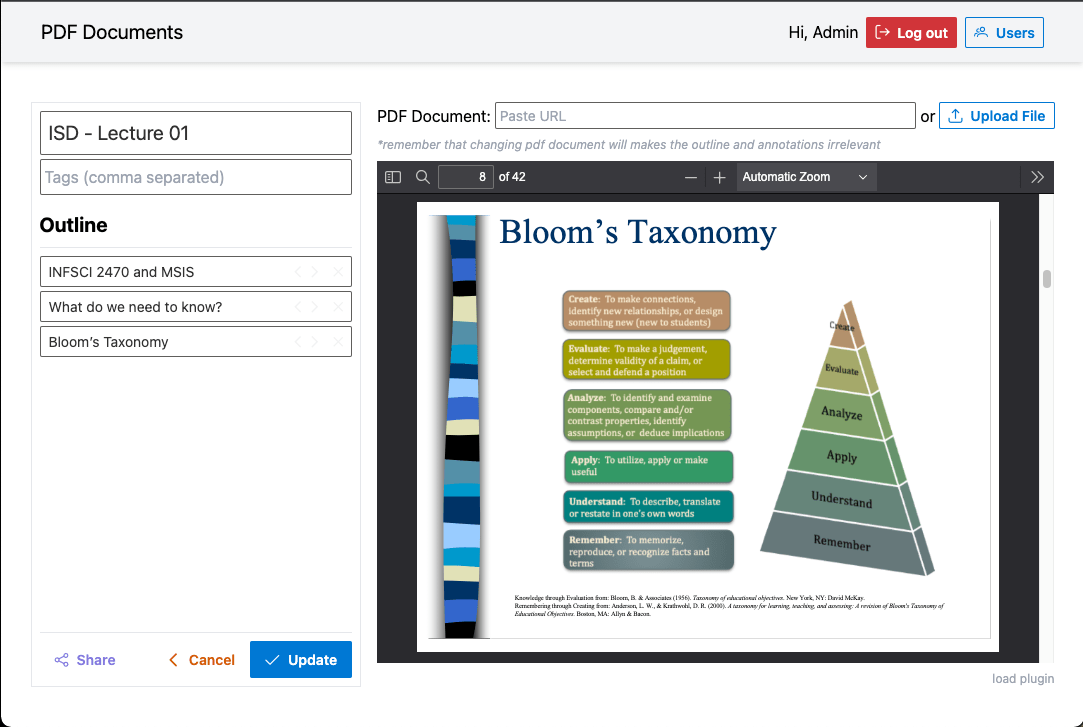 PDF Documents
Hi, Admin
Log out
Users
ISD - Lecture 01
Tags (comma separated)
Outline
INFSCI 2470 and MSIS
What do we need to know?
Bloom’s Taxonomy
Share
Cancel
Update
PDF Document:
Paste URL
or
Upload File
*remember that changing pdf document will makes the outline and annotations irrelevant
8
of 42
Automatic Zoom
Bloom’s Taxonomy
Create: To make connections,
identify new relationships, or design
something new (new to students)
Evaluate: To make a judgement,
determine validity of a claim, or
select and defend a position
Analyze: To identify and examine
components, compare and/or
contrast properties, identify
assumptions, or deduce implications
Apply: To utilize, apply or make
useful
Understand: To describe, translate
or restate in one's own words
Remember: To memorize,
reproduce, or recognize facts and
terms
Create
Evaluate
Analyze
Apply
Understand
Remember
Knowledge through Evaluation from: Bloom, B. & Associates (1956). Taxonomy of educational objectives. New York, NY: David McKay.
Remembering through Creating from: Anderson, L. W., & Krathwohl, D. R. (2000). A taxonomy for learning, teaching, and assessing: A revision of Bloom's Taxonomy of
Educational Objectives. Boston, MA: Allyn & Bacon.
load plugin